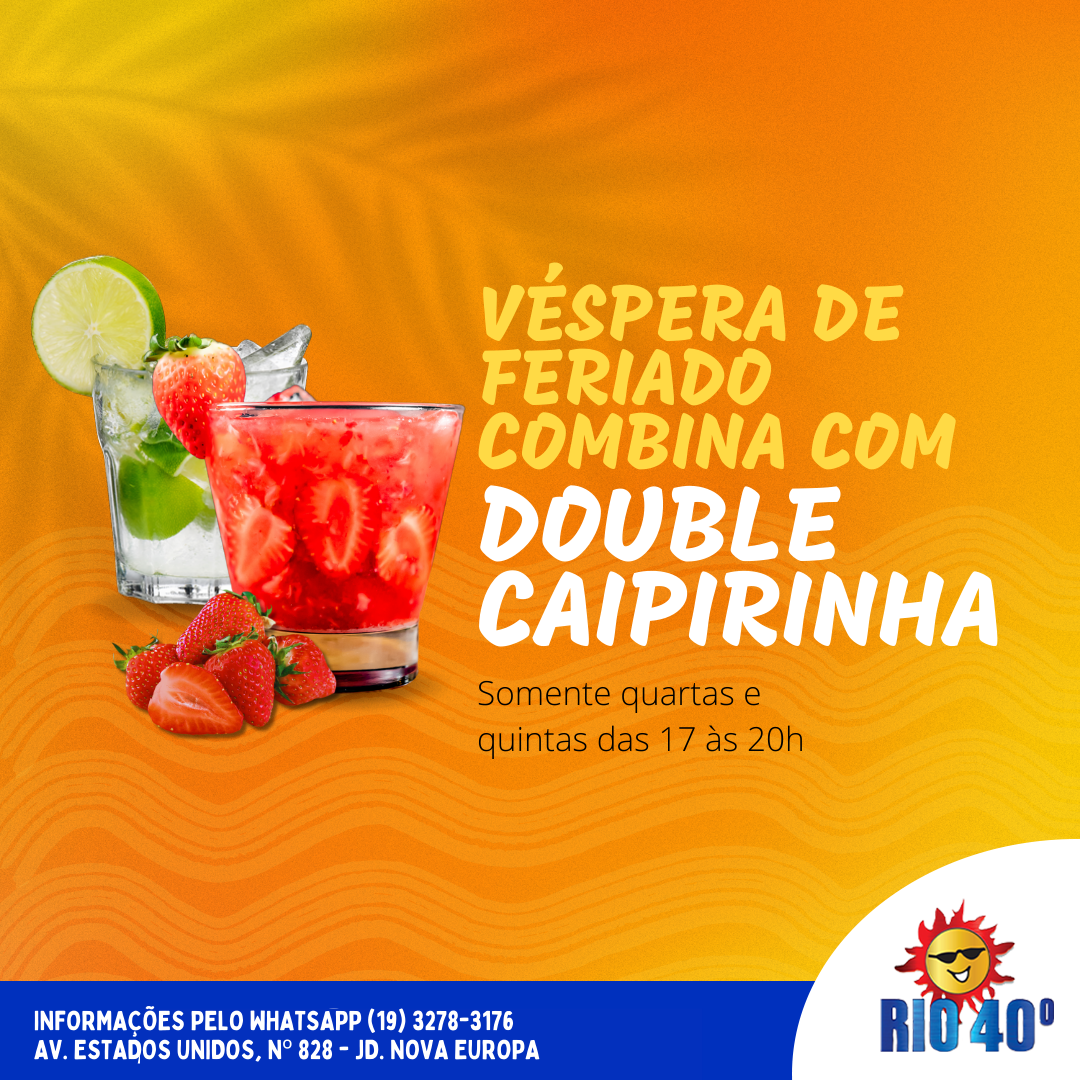 VÉSPERA DE
FERIADO
COMBINA COM
DOUBLE
CAIPIRINHA
Somente quartas e
quintas das 17 às 20h
INFORMAÇÕES PELO WHATSAPP (19) 3278-3176
AV. ESTADOS UNIDOS, Nº 828 - JD. NOVA EUROPA
RIO 40º